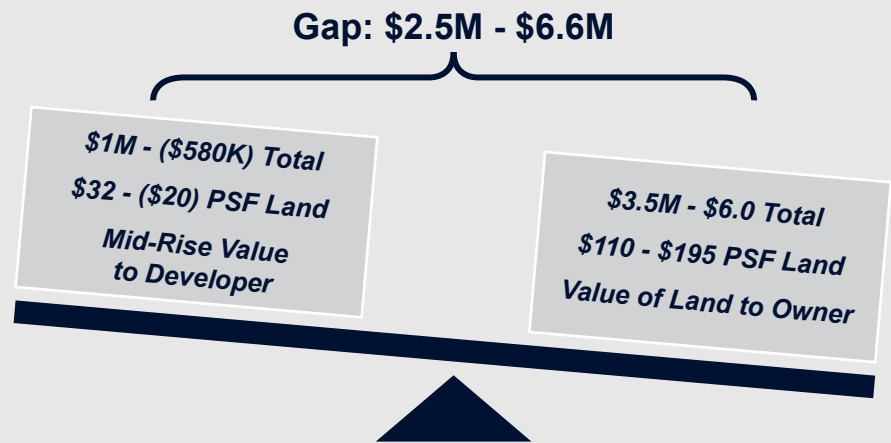 Gap: $2.5M - $6.6M
$1M - ($580K) Total
$32 - ($20) PSF Land
Mid-Rise Value
to Developer
$3.5M - $6.0 Total
$110 - $195 PSF Land
Value of Land to Owner